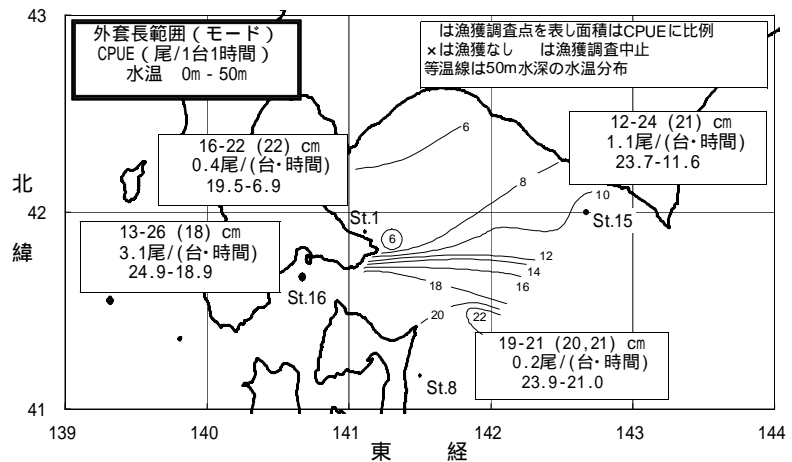 43
外套長範囲（モード）
CPUE（尾/1台1時間）
水温 0m - 50m
は漁獲調査点を表し面積はCPUEに比例
×は漁獲なし は漁獲調査中止
等温線は50m水深の水温分布
16-22 (22) cm
0.4尾/(台・時間)
19.5-6.9
12-24 (21) cm
1.1尾/(台・時間)
23.7-11.6
6
8
10
北
緯
42
St.1
6
St.15
13-26 (18) cm
3.1尾/(台・時間)
24.9-18.9
12
14
16
18
St.16
20
22
19-21 (20,21) cm
0.2尾/(台・時間)
23.9-21.0
St.8
41
139
140
141
142
143
144
東 経